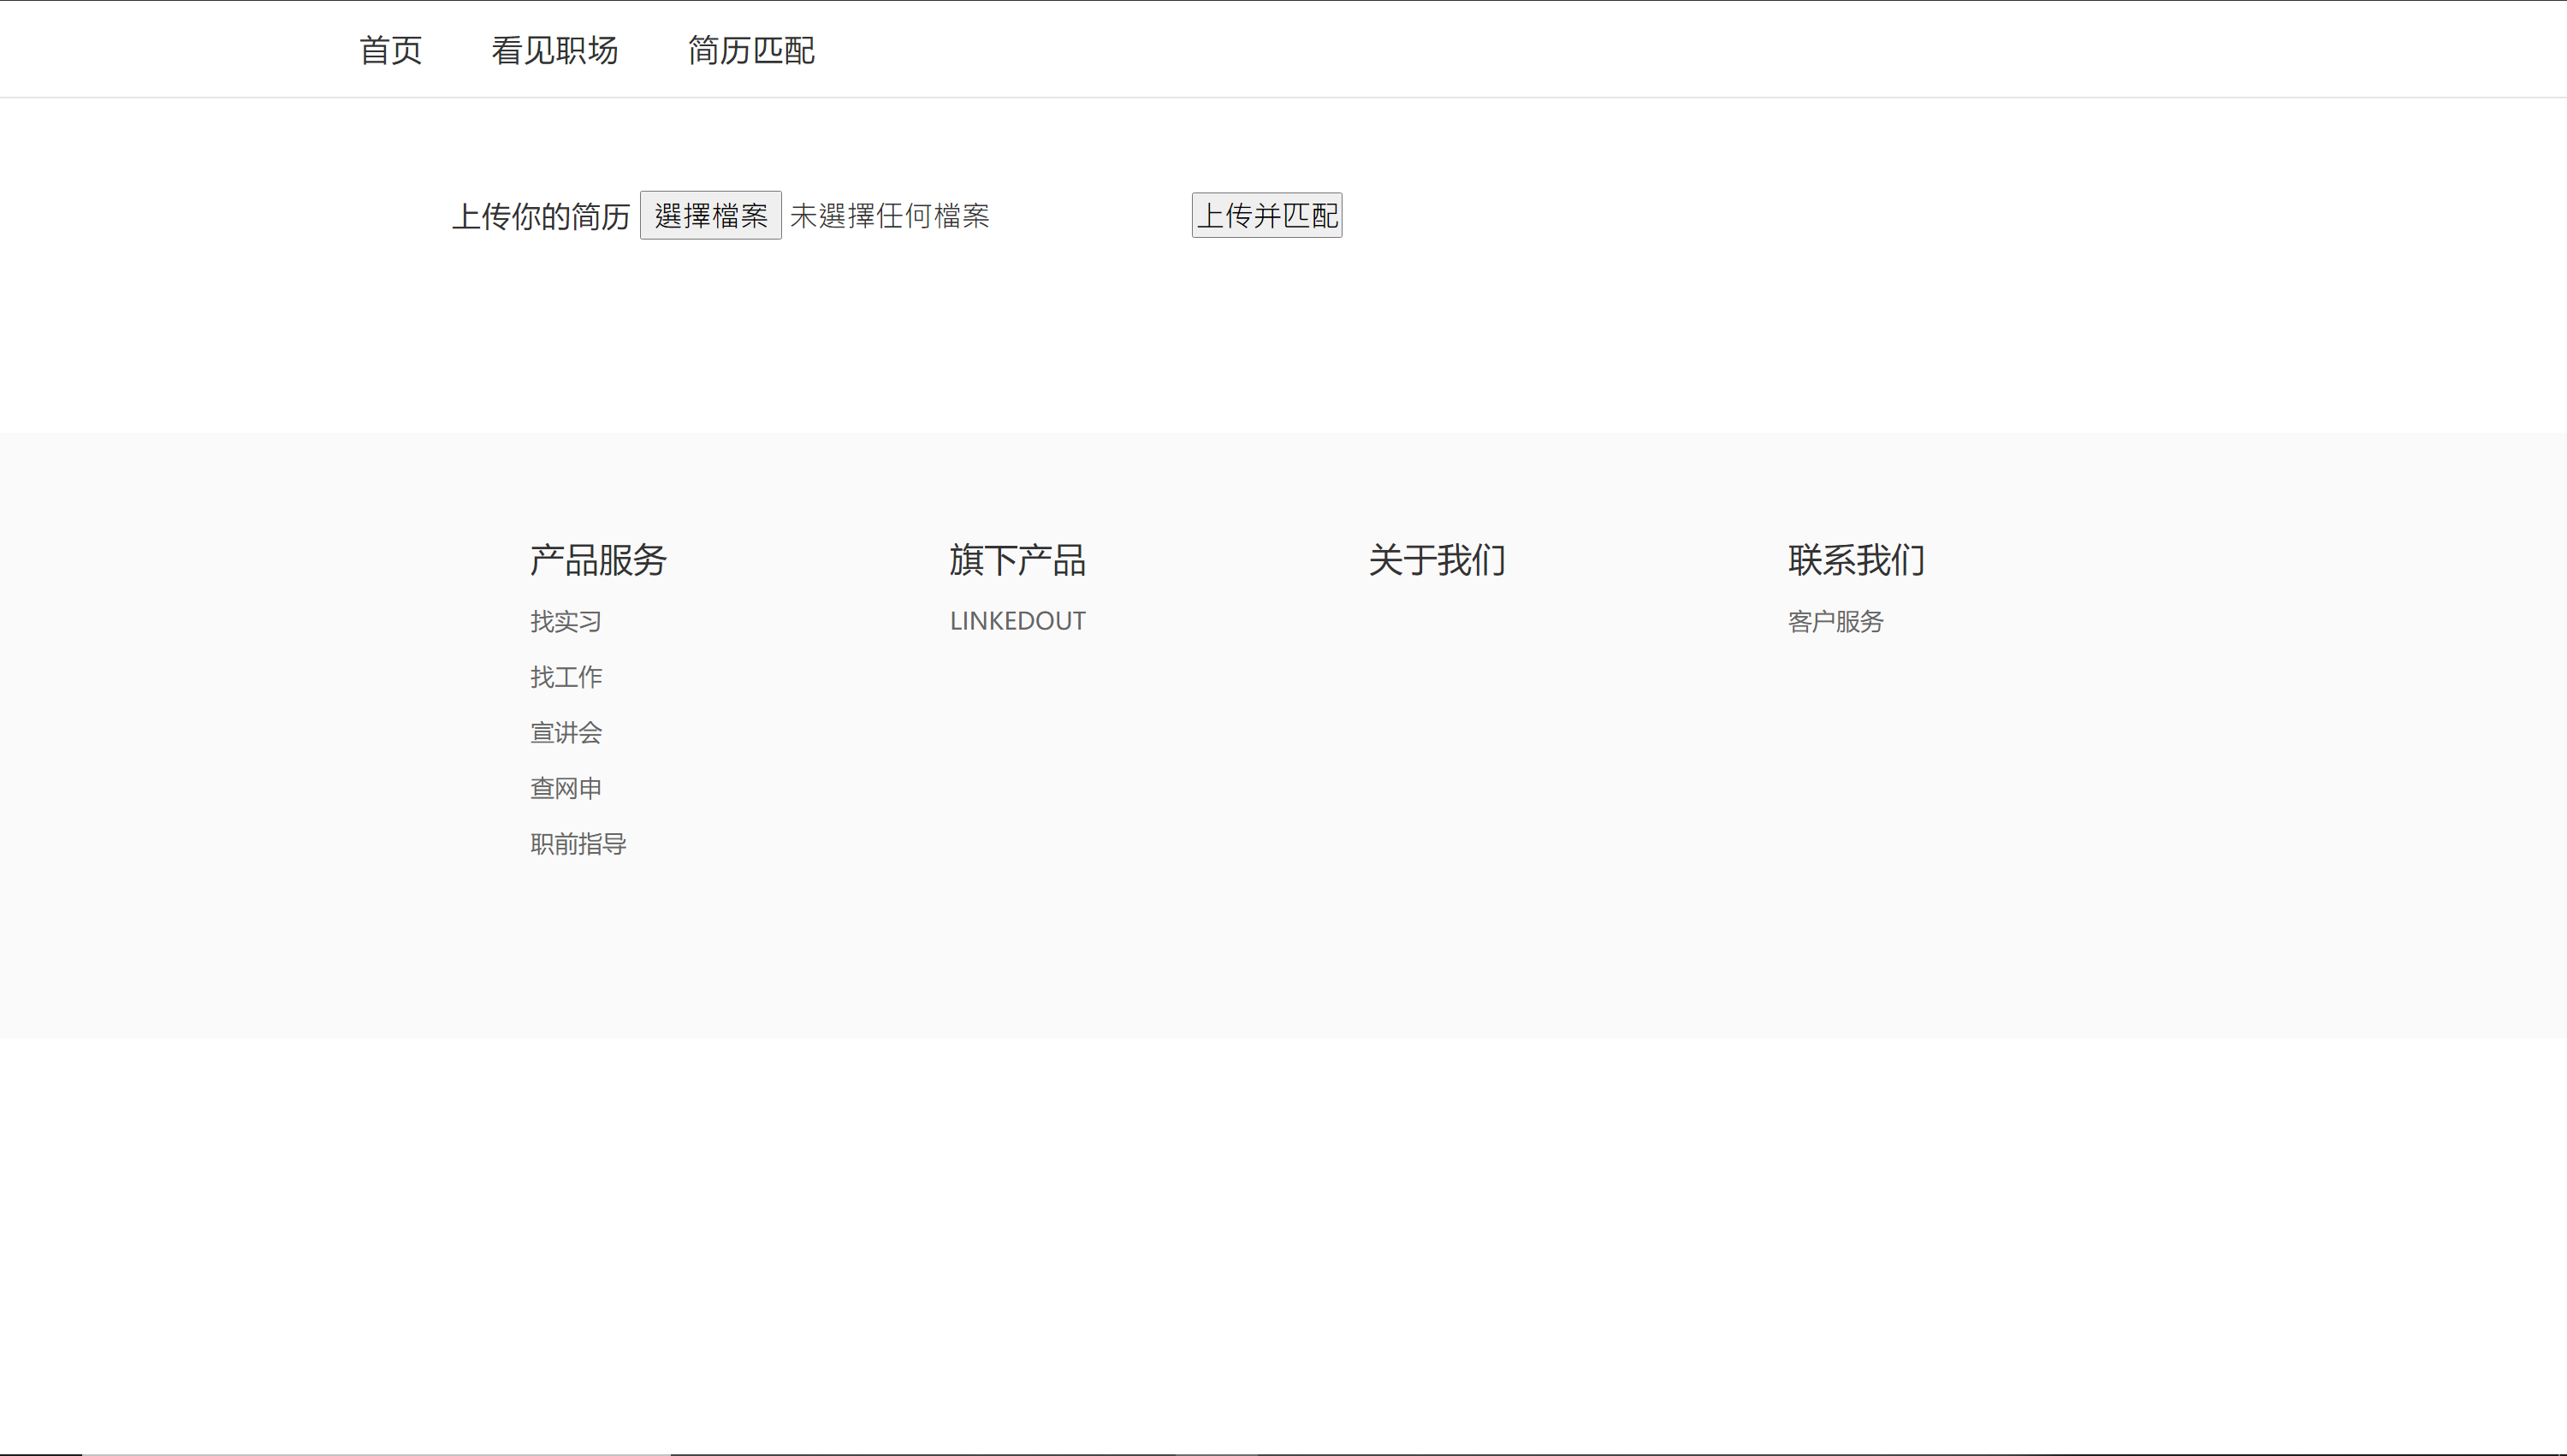 首页 看见职场 简历匹配
上传你的简历 選擇檔案 未選擇任何檔案 上传并匹配
产品服务 旗下产品 关于我们 联系我们
找实习 LINKEDOUT 客户服务
找工作
宣讲会
查网申
职前指导